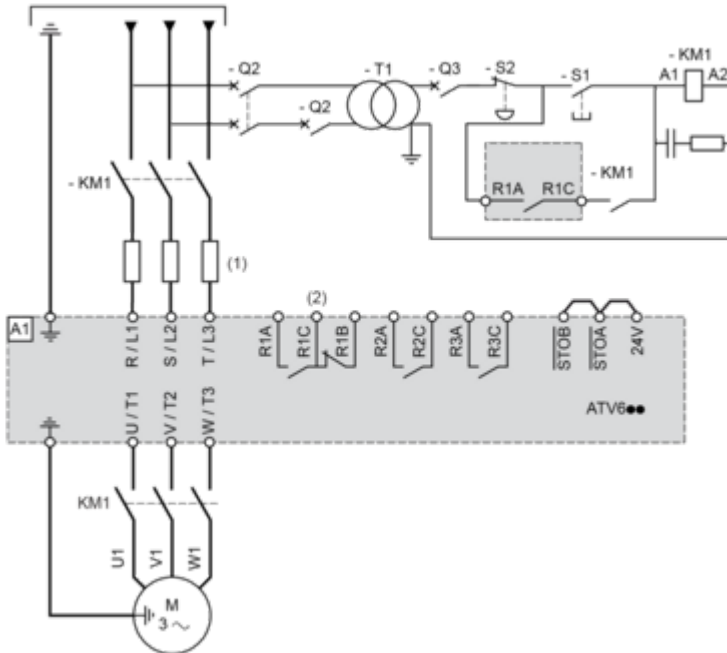 - Q2
- T1
- Q3
- S2
- S1
- KM1
A1
A2
- Q2
- KM1
R1A
R1C
- KM1
(1)
(2)
A1
R / L1
S / L2
T / L3
R1A
R1C
R1B
R2A
R2C
R3A
R3C
STOB
STOA
24V
U / T1
V / T2
W / T3
ATV6●●
KM1
U1
V1
W1
M
3 ~